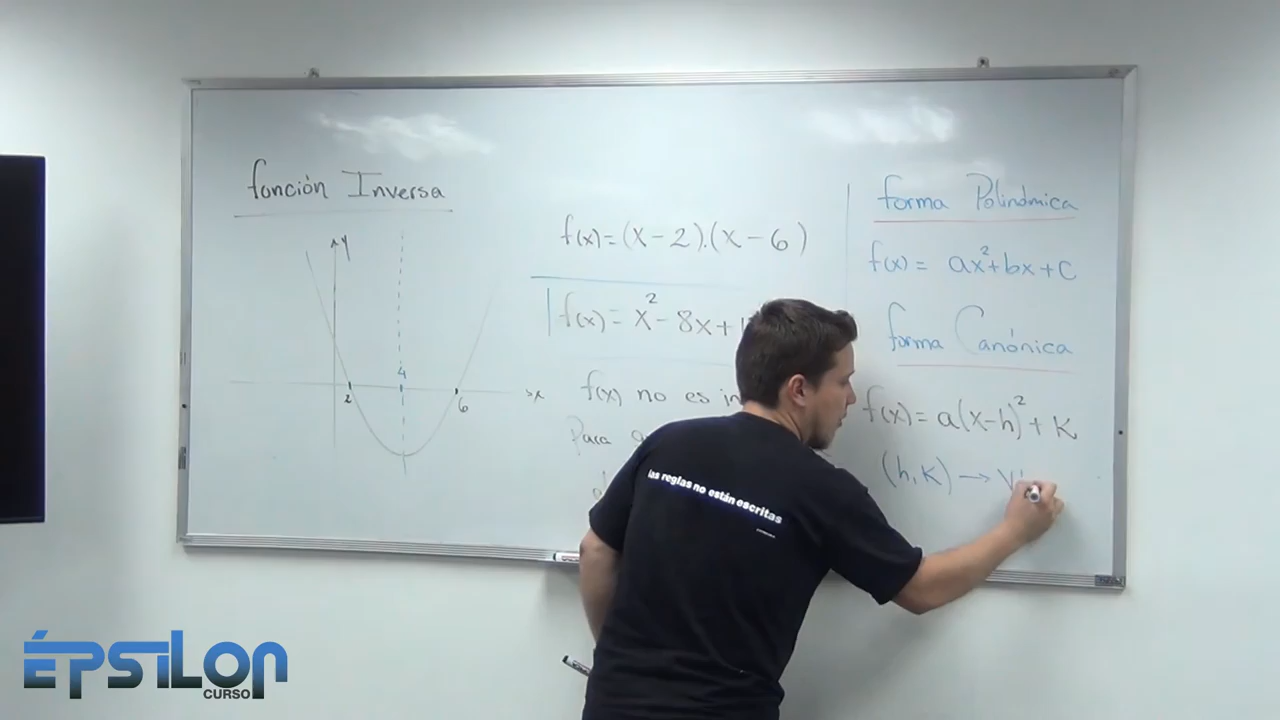 función Inversa
y
4
2
6
x
f(x)=(x-2).(x-6)
f(x)= x²-8x+
f(x) no es
Para
forma Polinómica
f(x)= ax²+bx+c
forma Canónica
f(x)= a(x-h)²+k
(h,k) → V
las reglas no están escritas
ÉPSILON
CURSO